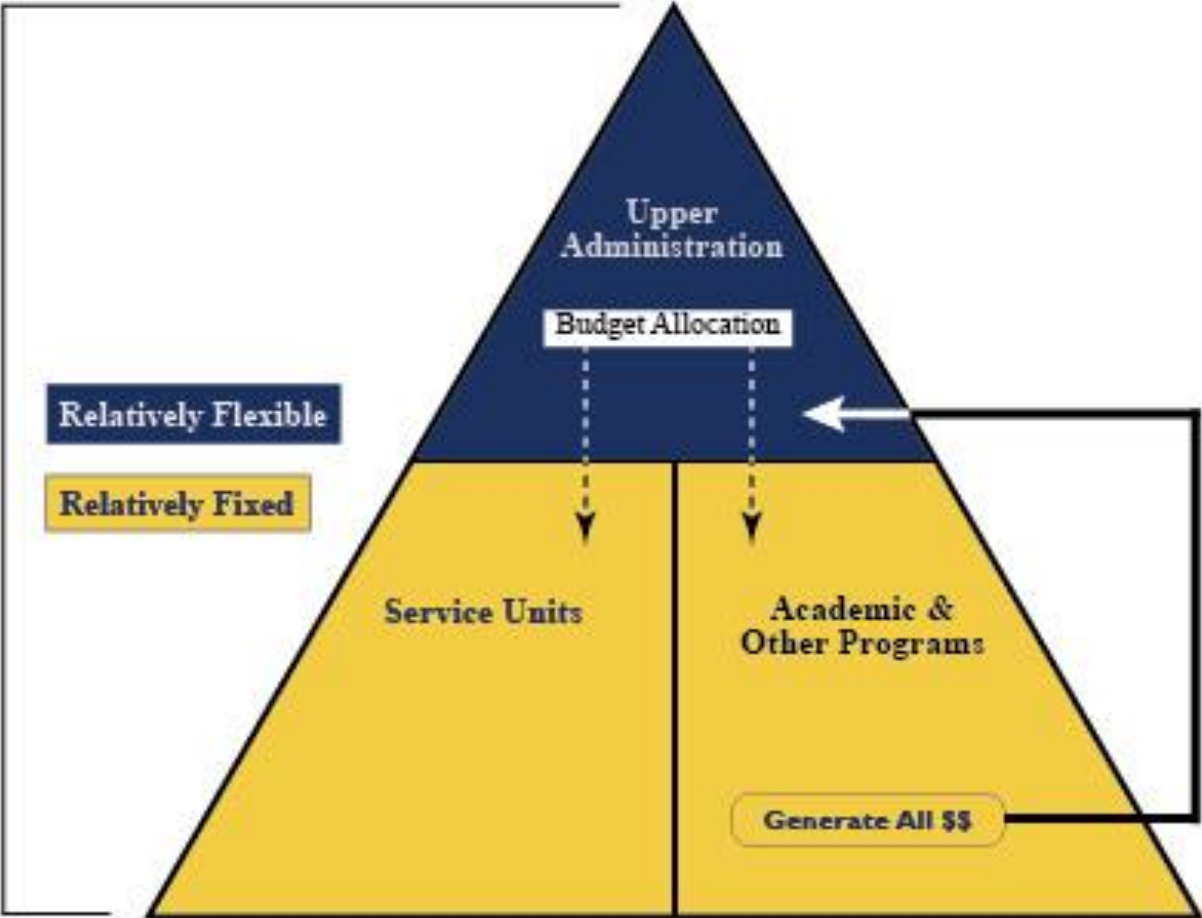 Upper
Administration
Budget Allocation
Relatively Flexible
Relatively Fixed
Service Units
Academic &
Other Programs
Generate All $$